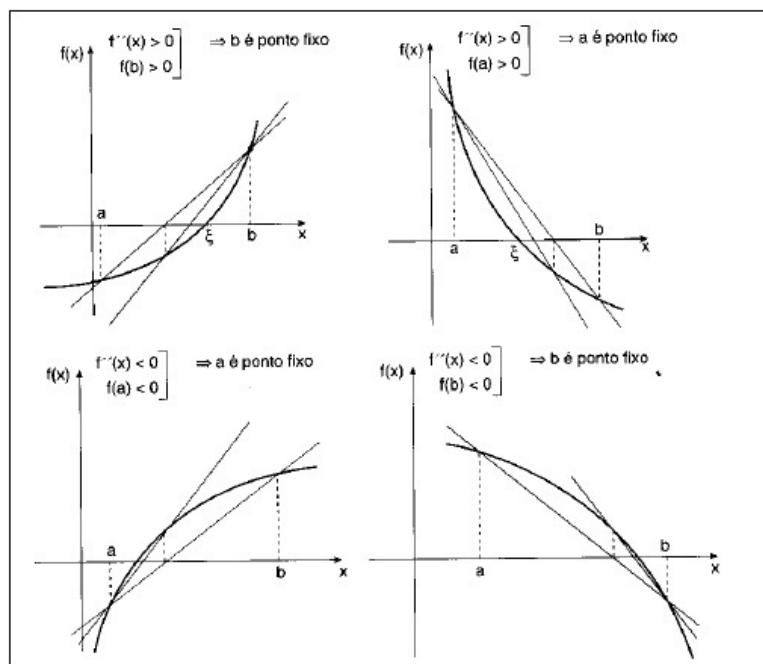 f´´(x) > 0
f(b) > 0
⇒ b é ponto fixo
f(x)
a
ξ
b
x
f´´(x) > 0
f(a) > 0
⇒ a é ponto fixo
f(x)
a
ξ
b
x
f´´(x) < 0
f(a) < 0
⇒ a é ponto fixo
f(x)
a
b
x
f´´(x) < 0
f(b) < 0
⇒ b é ponto fixo
f(x)
a
b
x